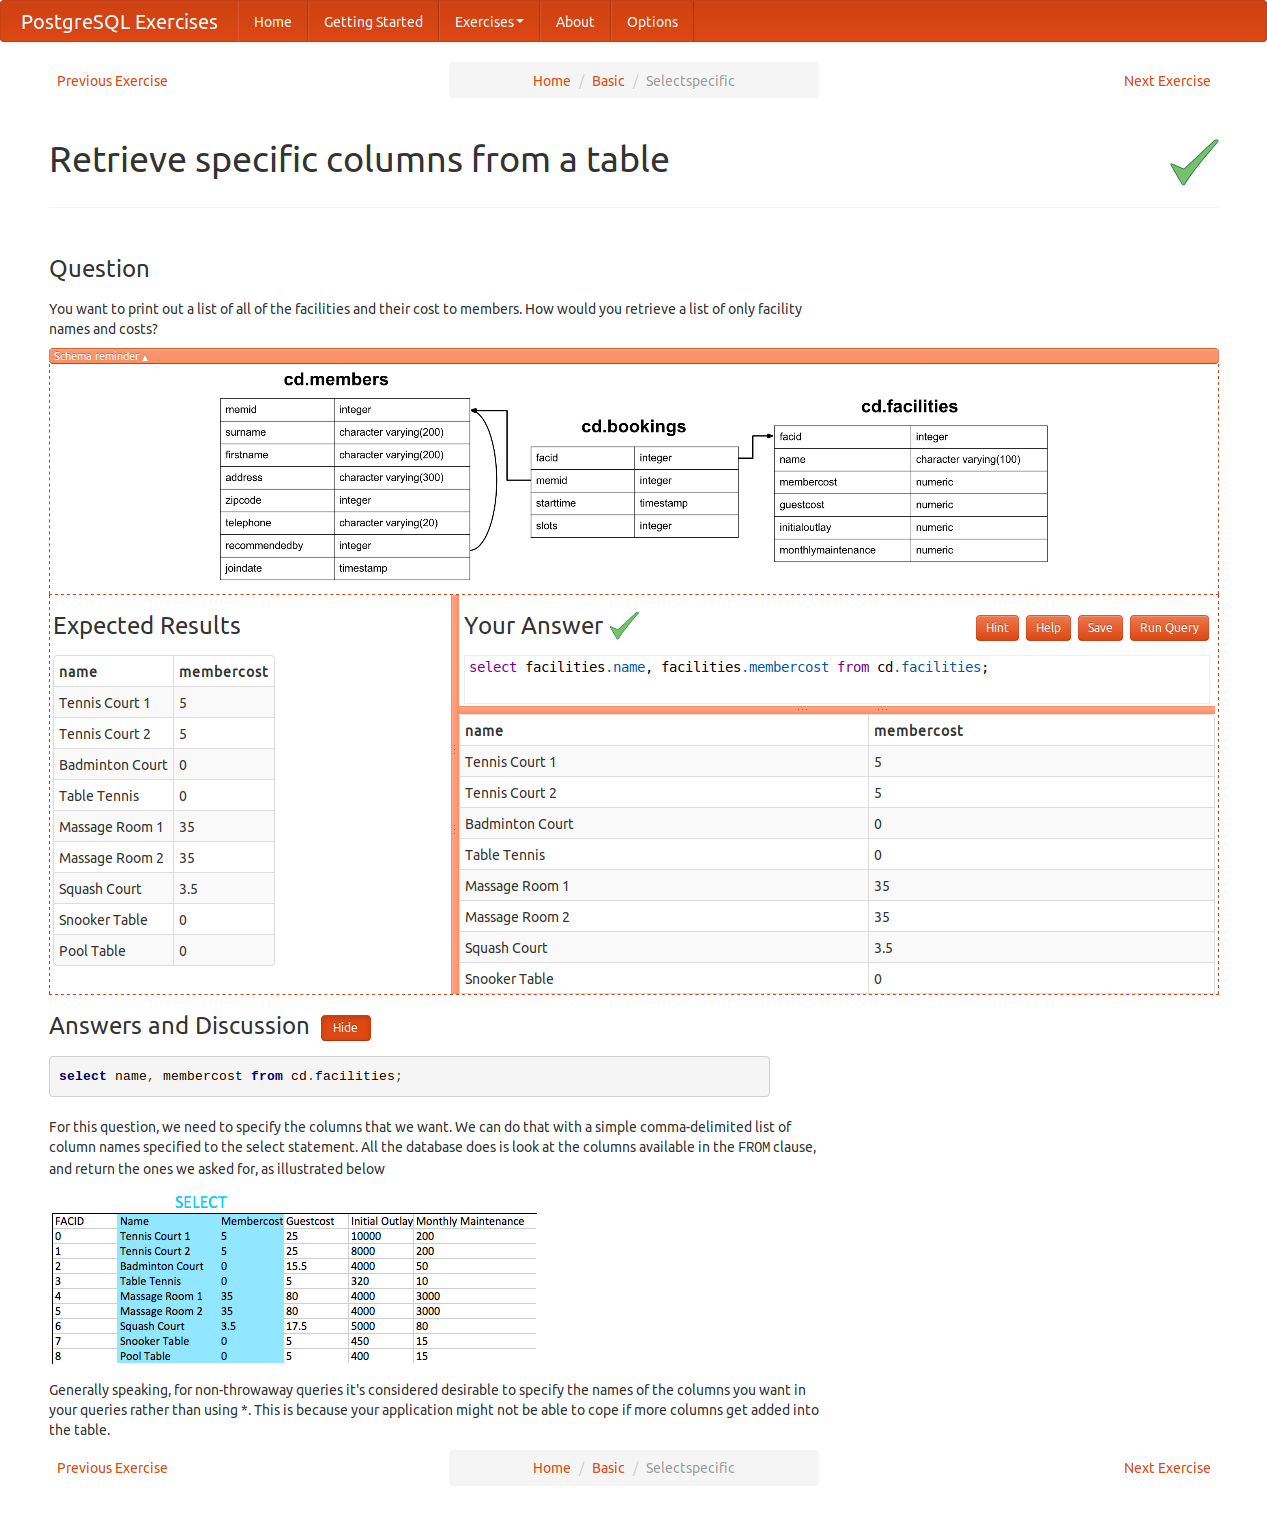 PostgreSQL Exercises Home Getting Started Exercises About Options
Previous Exercise Home / Basic / Selectspecific Next Exercise
Retrieve specific columns from a table
Question
You want to print out a list of all of the facilities and their cost to members. How would you retrieve a list of only facility
names and costs?
Schema reminder
cd.members
memid integer
surname character varying(200)
firstname character varying(200)
address character varying(300)
zipcode integer
telephone character varying(20)
recommendedby integer
joindate timestamp
cd.bookings
facid integer
memid integer
starttime timestamp
slots integer
cd.facilities
facid integer
name character varying(100)
membercost numeric
guestcost numeric
initialoutlay numeric
monthlymaintenance numeric
Expected Results
name membercost
Tennis Court 1 5
Tennis Court 2 5
Badminton Court 0
Table Tennis 0
Massage Room 1 35
Massage Room 2 35
Squash Court 3.5
Snooker Table 0
Pool Table 0
Your Answer Hint Help Save Run Query
select facilities.name, facilities.membercost from cd.facilities;
name membercost
Tennis Court 1 5
Tennis Court 2 5
Badminton Court 0
Table Tennis 0
Massage Room 1 35
Massage Room 2 35
Squash Court 3.5
Snooker Table 0
Answers and Discussion Hide
select name, membercost from cd.facilities;
For this question, we need to specify the columns that we want. We can do that with a simple comma-delimited list of
column names specified to the select statement. All the database does is look at the columns available in the FROM clause,
and return the ones we asked for, as illustrated below
SELECT
FACID Name Membercost Guestcost Initial Outlay Monthly Maintenance
0 Tennis Court 1 5 25 10000 200
1 Tennis Court 2 5 25 8000 200
2 Badminton Court 0 15.5 4000 50
3 Table Tennis 0 5 320 10
4 Massage Room 1 35 80 4000 3000
5 Massage Room 2 35 80 4000 3000
6 Squash Court 3.5 17.5 5000 80
7 Snooker Table 0 5 450 15
8 Pool Table 0 5 400 15
Generally speaking, for non-throwaway queries it's considered desirable to specify the names of the columns you want in
your queries rather than using *. This is because your application might not be able to cope if more columns get added into
the table.
Previous Exercise Home / Basic / Selectspecific Next Exercise